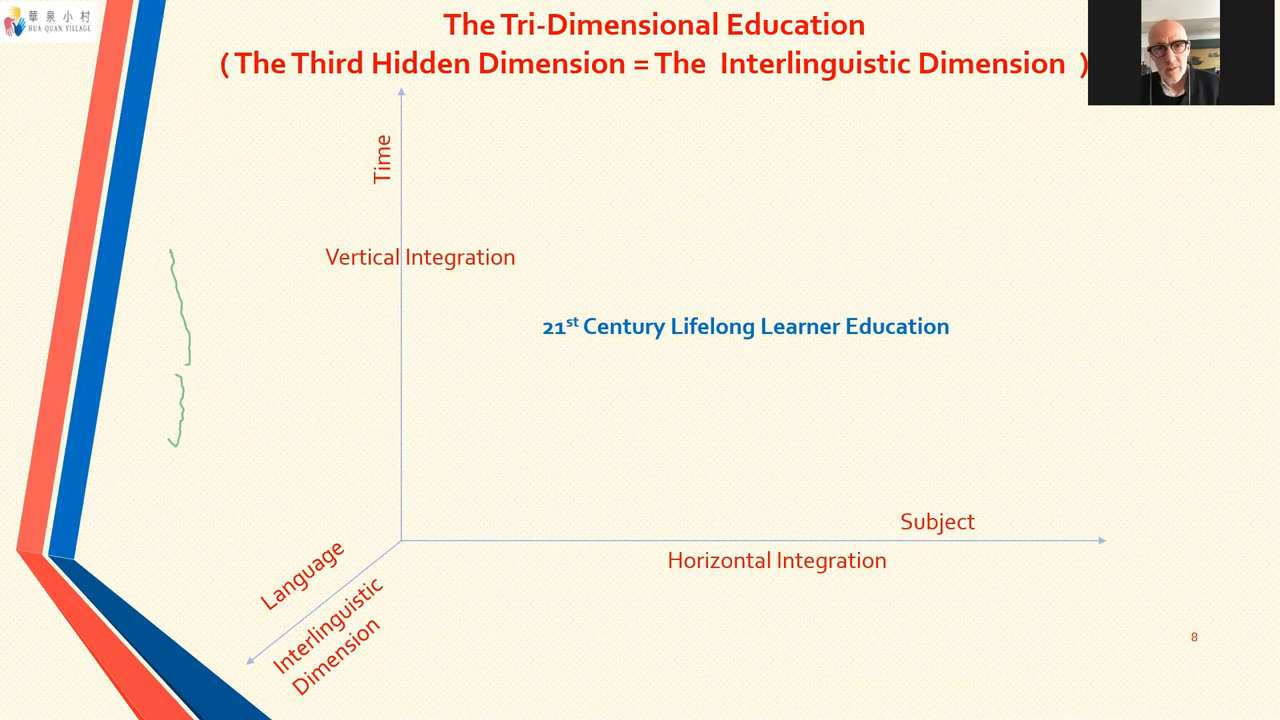 華泉小村
HUA QUAN VILLAGE
The Tri-Dimensional Education
( The Third Hidden Dimension = The Interlinguistic Dimension )
Time
Vertical Integration
21st Century Lifelong Learner Education
Subject
Horizontal Integration
Language
Interlinguistic
Dimension
8